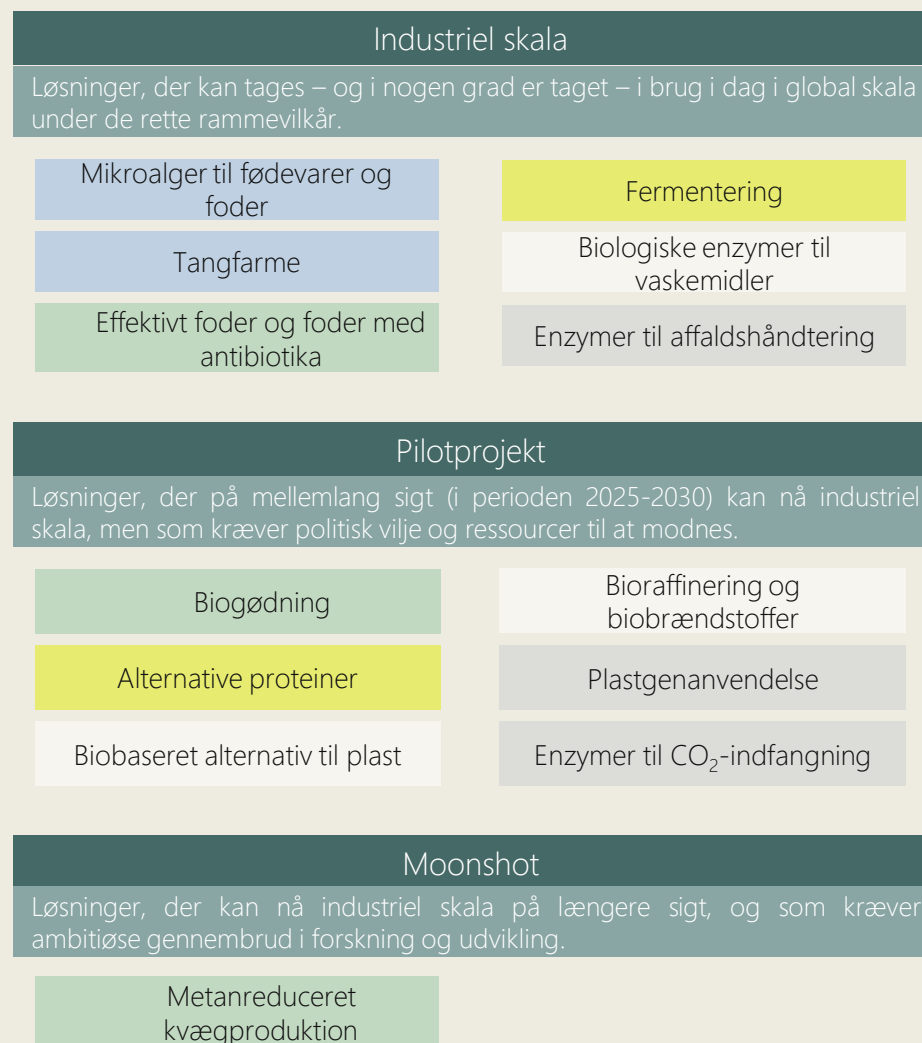 Industriel skala
Løsninger, der kan tages – og i nogen grad er taget – i brug i dag i global skala
under de rette rammevilkår.
Mikroalger til fødevarer og
foder
Fermentering
Tangfarme
Biologiske enzymer til
vaskemidler
Effektivt foder og foder med
antibiotika
Enzymer til affaldshåndtering
Pilotprojekt
Løsninger, der på mellemlang sigt (i perioden 2025-2030) kan nå industriel
skala, men som kræver politisk vilje og ressourcer til at modnes.
Biogødning
Bioraffinering og
biobrændstoffer
Alternative proteiner
Plastgenanvendelse
Biobaseret alternativ til plast
Enzymer til CO₂-indfangning
Moonshot
Løsninger, der kan nå industriel skala på længere sigt, og som kræver
ambitiøse gennembrud i forskning og udvikling.
Metanreduceret
kvægproduktion